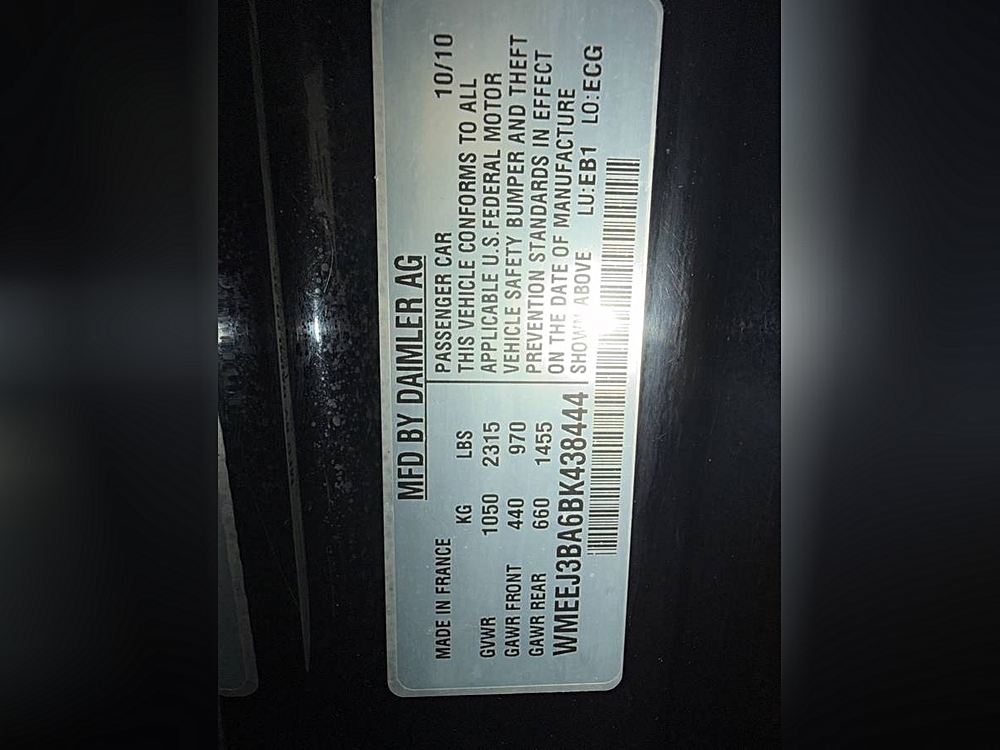 MFD BY DAIMLER AG
MADE IN FRANCE
KG LBS
GVWR 1050 2315
GAWR FRONT 440 970
GAWR REAR 660 1455
PASSENGER CAR 10/10
THIS VEHICLE CONFORMS TO ALL
APPLICABLE U.S.FEDERAL MOTOR
VEHICLE SAFETY BUMPER AND THEFT
PREVENTION STANDARDS IN EFFECT
ON THE DATE OF MANUFACTURE
SHOWN ABOVE LU:EB1 LO:ECG
WMEEJ3BA6BK438444